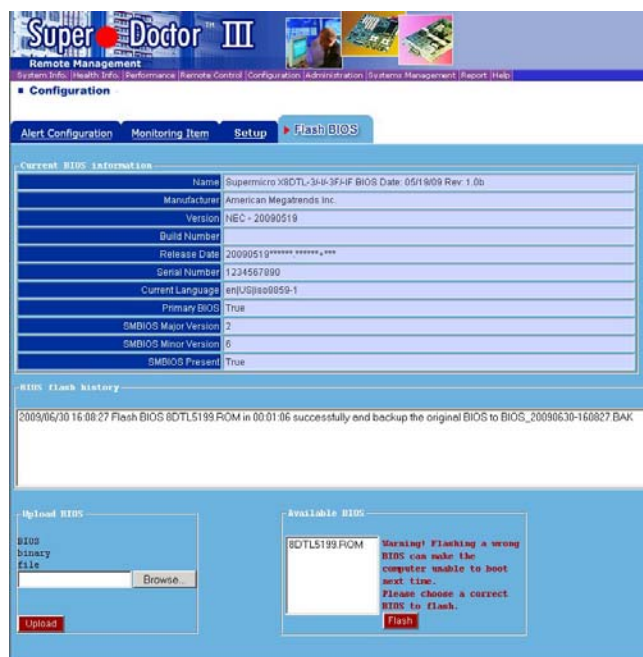 Super Doctor ™ III
Remote Management
System Info. |Health Info. |Performance |Remote Control |Configuration |Administration |Systems Management |Report |Help|
Configuration
Alert Configuration Monitoring Item Setup Flash BIOS
Current BIOS information
Name Supermicro X8DTL-3/-i/-3F/-iF BIOS Date: 05/19/09 Rev: 1.0b
Manufacturer American Megatrends Inc.
Version NEC - 20090519
Build Number
Release Date 20090519******.******+***
Serial Number 1234567890
Current Language en|US|iso8859-1
Primary BIOS True
SMBIOS Major Version 2
SMBIOS Minor Version 6
SMBIOS Present True
BIOS flash history
2009/06/30 16:08:27 Flash BIOS 8DTL5199.ROM in 00:01:06 successfully and backup the original BIOS to BIOS_20090630-160827.BAK
Upload BIOS
BIOS
binary
file
Browse...
Upload
Available BIOS
8DTL5199.ROM
Warning! Flashing a wrong
BIOS can make the
computer unable to boot
next time.
Please choose a correct
BIOS to flash.
Flash